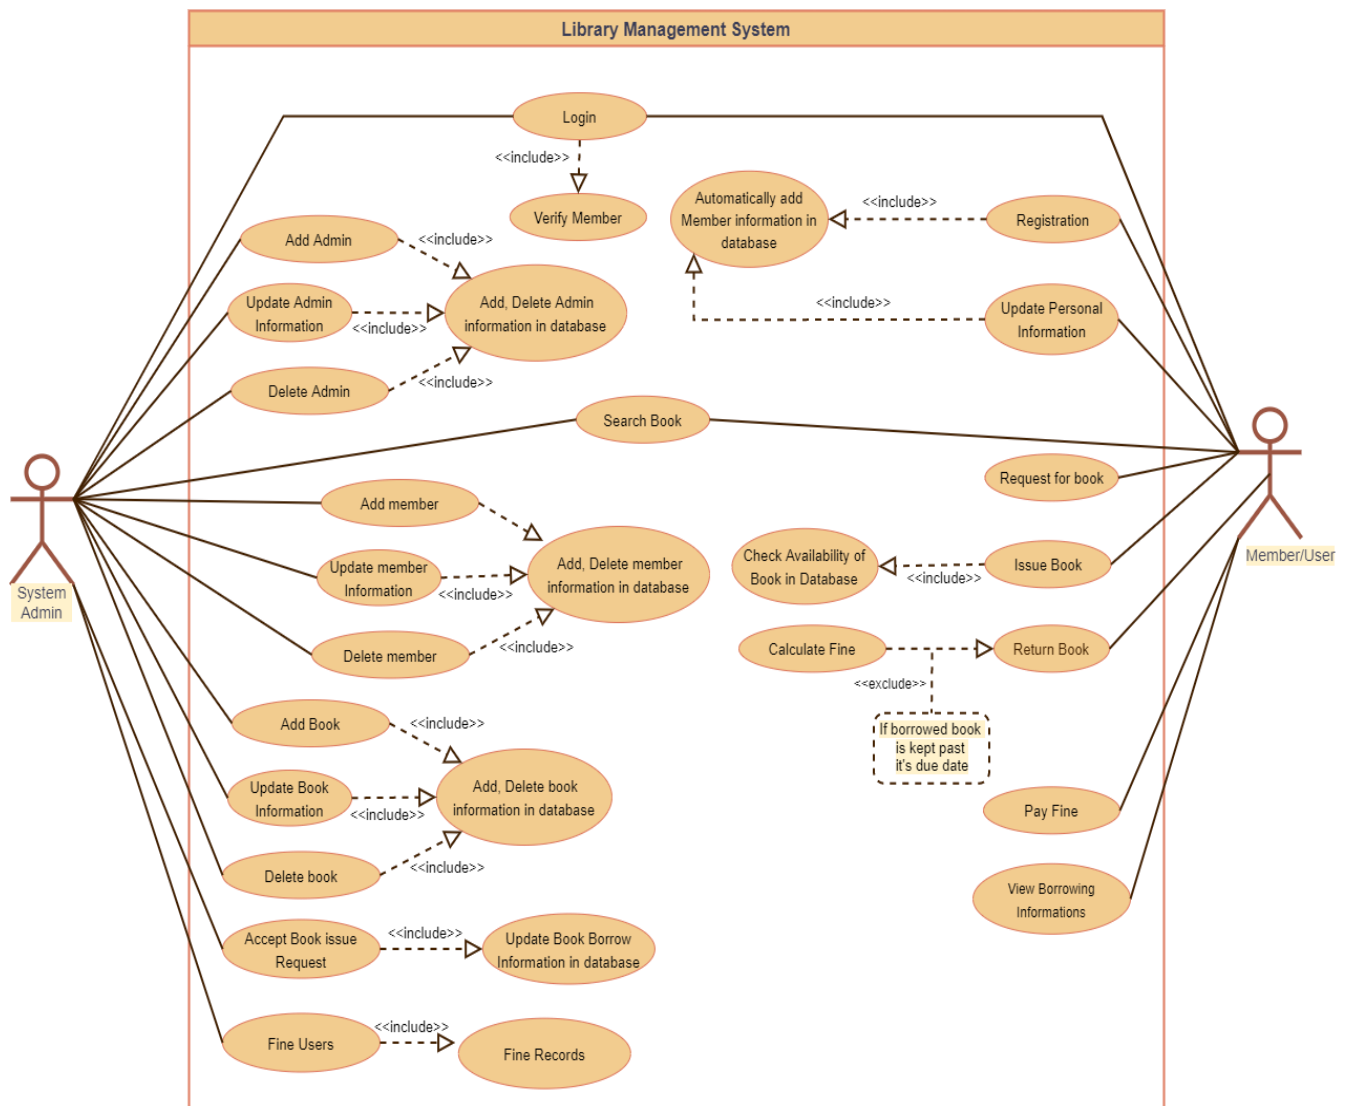 Library Management System
Login
<<include>>
Verify Member
Automatically add
Member information in
database
<<include>>
Registration
Add Admin
<<include>>
Update Admin
Information
<<include>>
Add, Delete Admin
information in database
<<include>>
Update Personal
Information
Delete Admin
<<include>>
Search Book
Request for book
Add member
Update member
Information
<<include>>
Add, Delete member
information in database
Check Availability of
Book in Database
<<include>>
Issue Book
Member/User
System
Admin
Delete member
<<include>>
Calculate Fine
Return Book
<<exclude>>
If borrowed book
is kept past
it's due date
Add Book
<<include>>
Update Book
Information
<<include>>
Add, Delete book
information in database
Pay Fine
Delete book
<<include>>
View Borrowing
Informations
Accept Book issue
Request
<<include>>
Update Book Borrow
Information in database
Fine Users
<<include>>
Fine Records